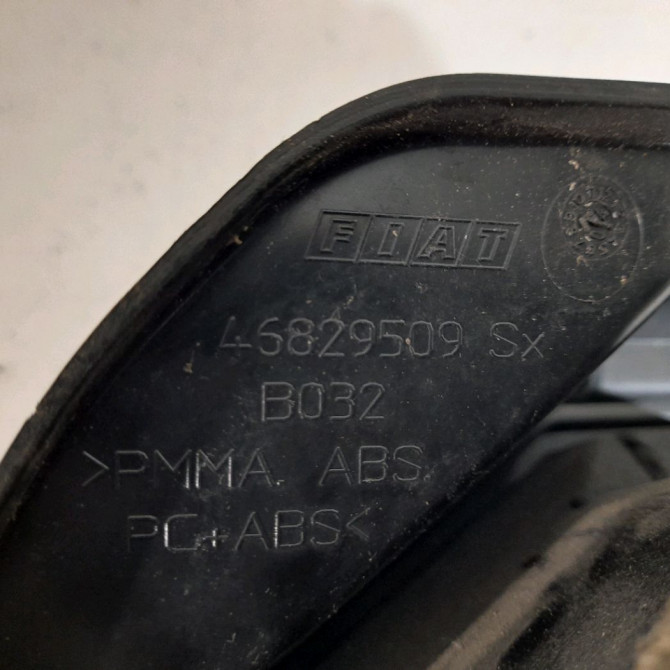 FIAT
46829509 Sx
B032
>PMMA. ABS.
PC+ABS<